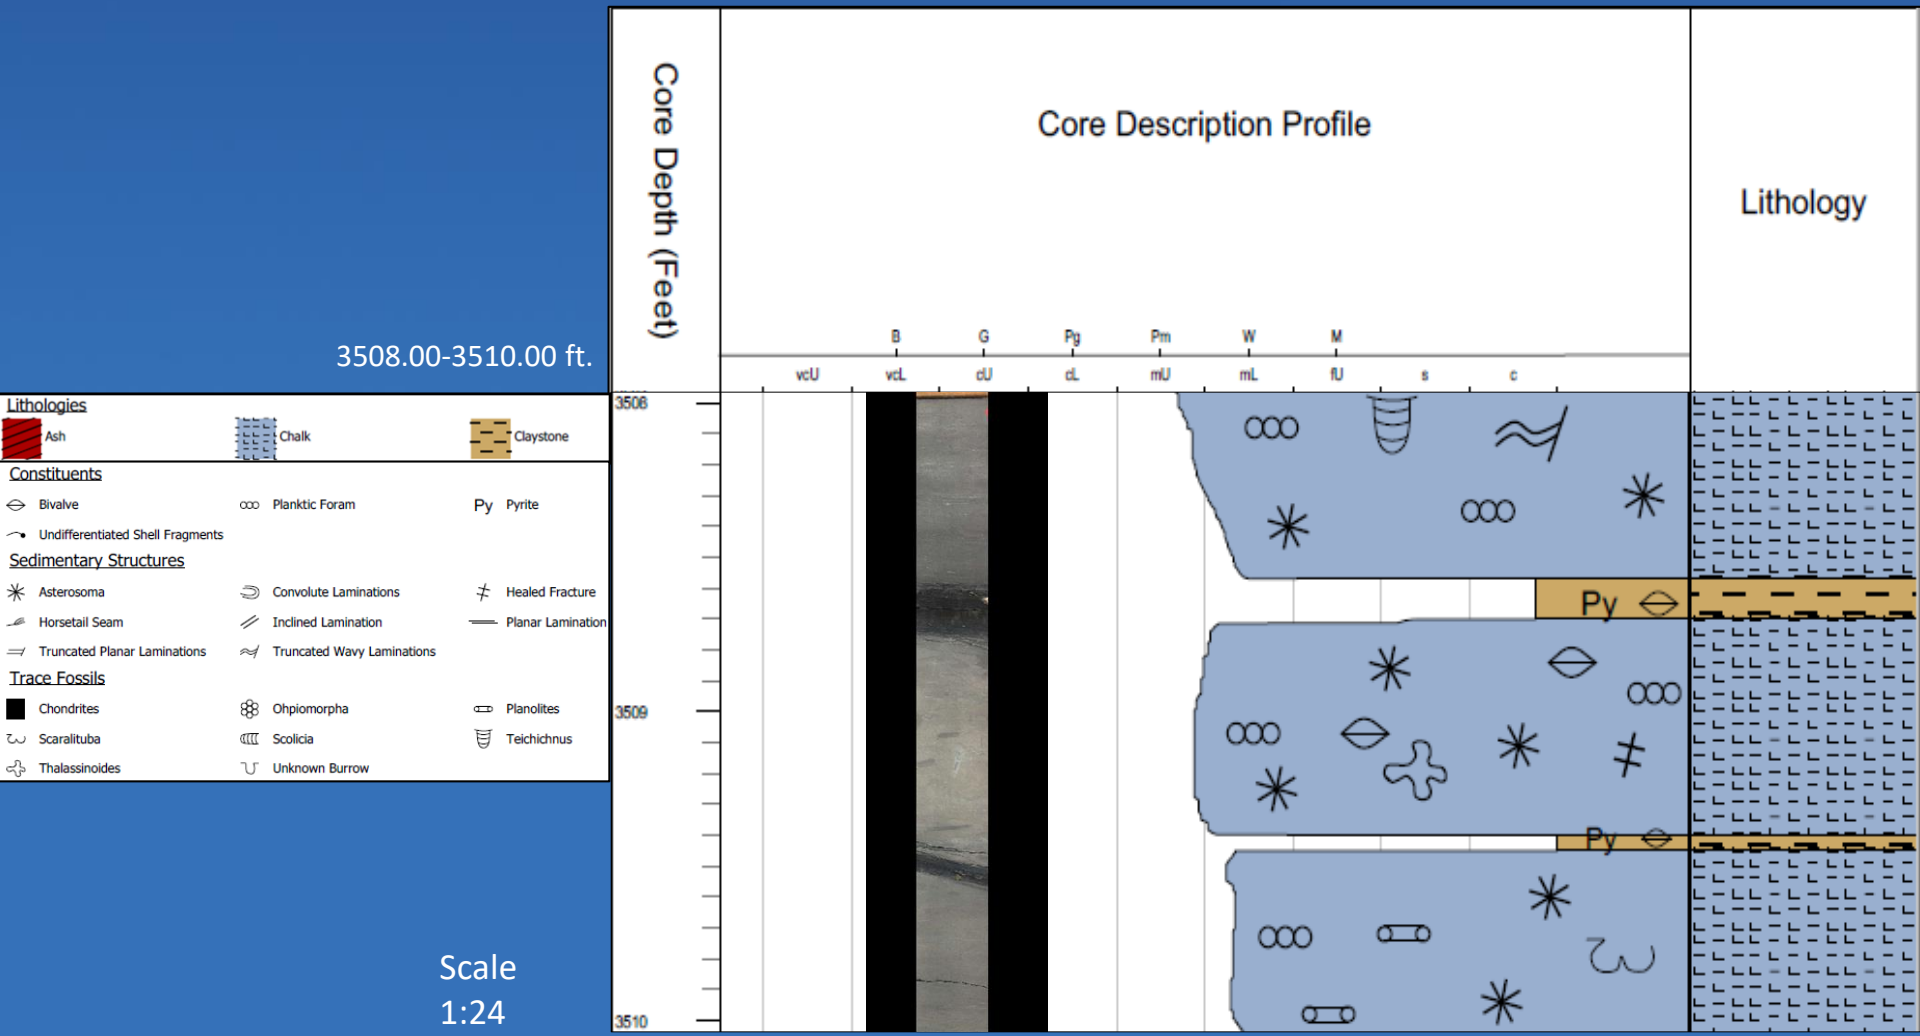 Core Depth (Feet)
Core Description Profile
Lithology
3508.00-3510.00 ft.
B G Pg Pm W M
vcU vcL cU cL mU mL fU s c
Lithologies
Ash Chalk Claystone
Constituents
Bivalve Planktic Foram Py Pyrite
Undifferentiated Shell Fragments
Sedimentary Structures
Asterosoma Convolute Laminations Healed Fracture
Horsetail Seam Inclined Lamination Planar Lamination
Truncated Planar Laminations Truncated Wavy Laminations
Trace Fossils
Chondrites Ohpiomorpha Planolites
Scaralituba Scolicia Teichichnus
Thalassinoides Unknown Burrow
3508
Py
3509
Py
3510
Scale
1:24